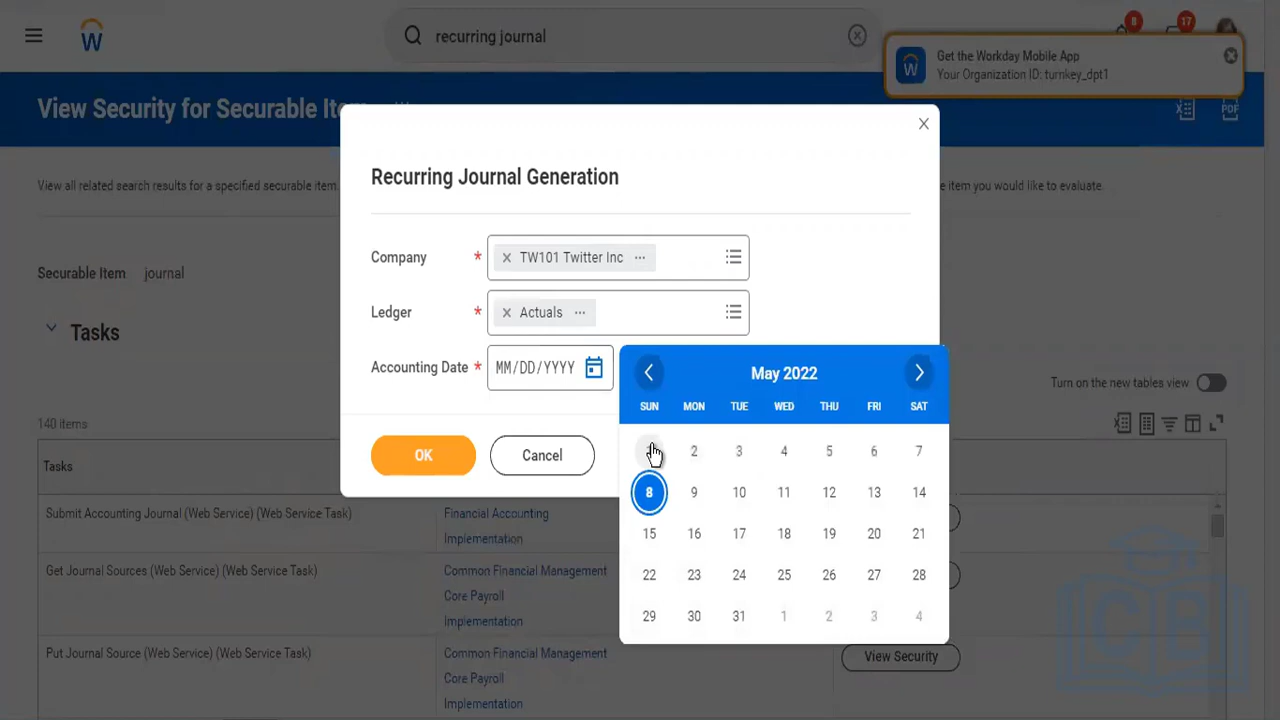 recurring journal
8
17
Get the Workday Mobile App
Your Organization ID: turnkey_dpt1
View Security for Securable Ite
PDF
View all related search results for a specified securable item.
e item you would like to evaluate.
Recurring Journal Generation
Company * TW101 Twitter Inc
Ledger * Actuals
Accounting Date * MM/DD/YYYY
OK
Cancel
May 2022
SUN MON TUE WED THU FRI SAT
2 3 4 5 6 7
8 9 10 11 12 13 14
15 16 17 18 19 20 21
22 23 24 25 26 27 28
29 30 31 1 2 3 4
Securable Item journal
Tasks
Turn on the new tables view
140 items
Tasks
Submit Accounting Journal (Web Service) (Web Service Task)
Financial Accounting
Implementation
Get Journal Sources (Web Service) (Web Service Task)
Common Financial Management
Core Payroll
Implementation
Put Journal Source (Web Service) (Web Service Task)
Common Financial Management
Core Payroll
Implementation
View Security
CB